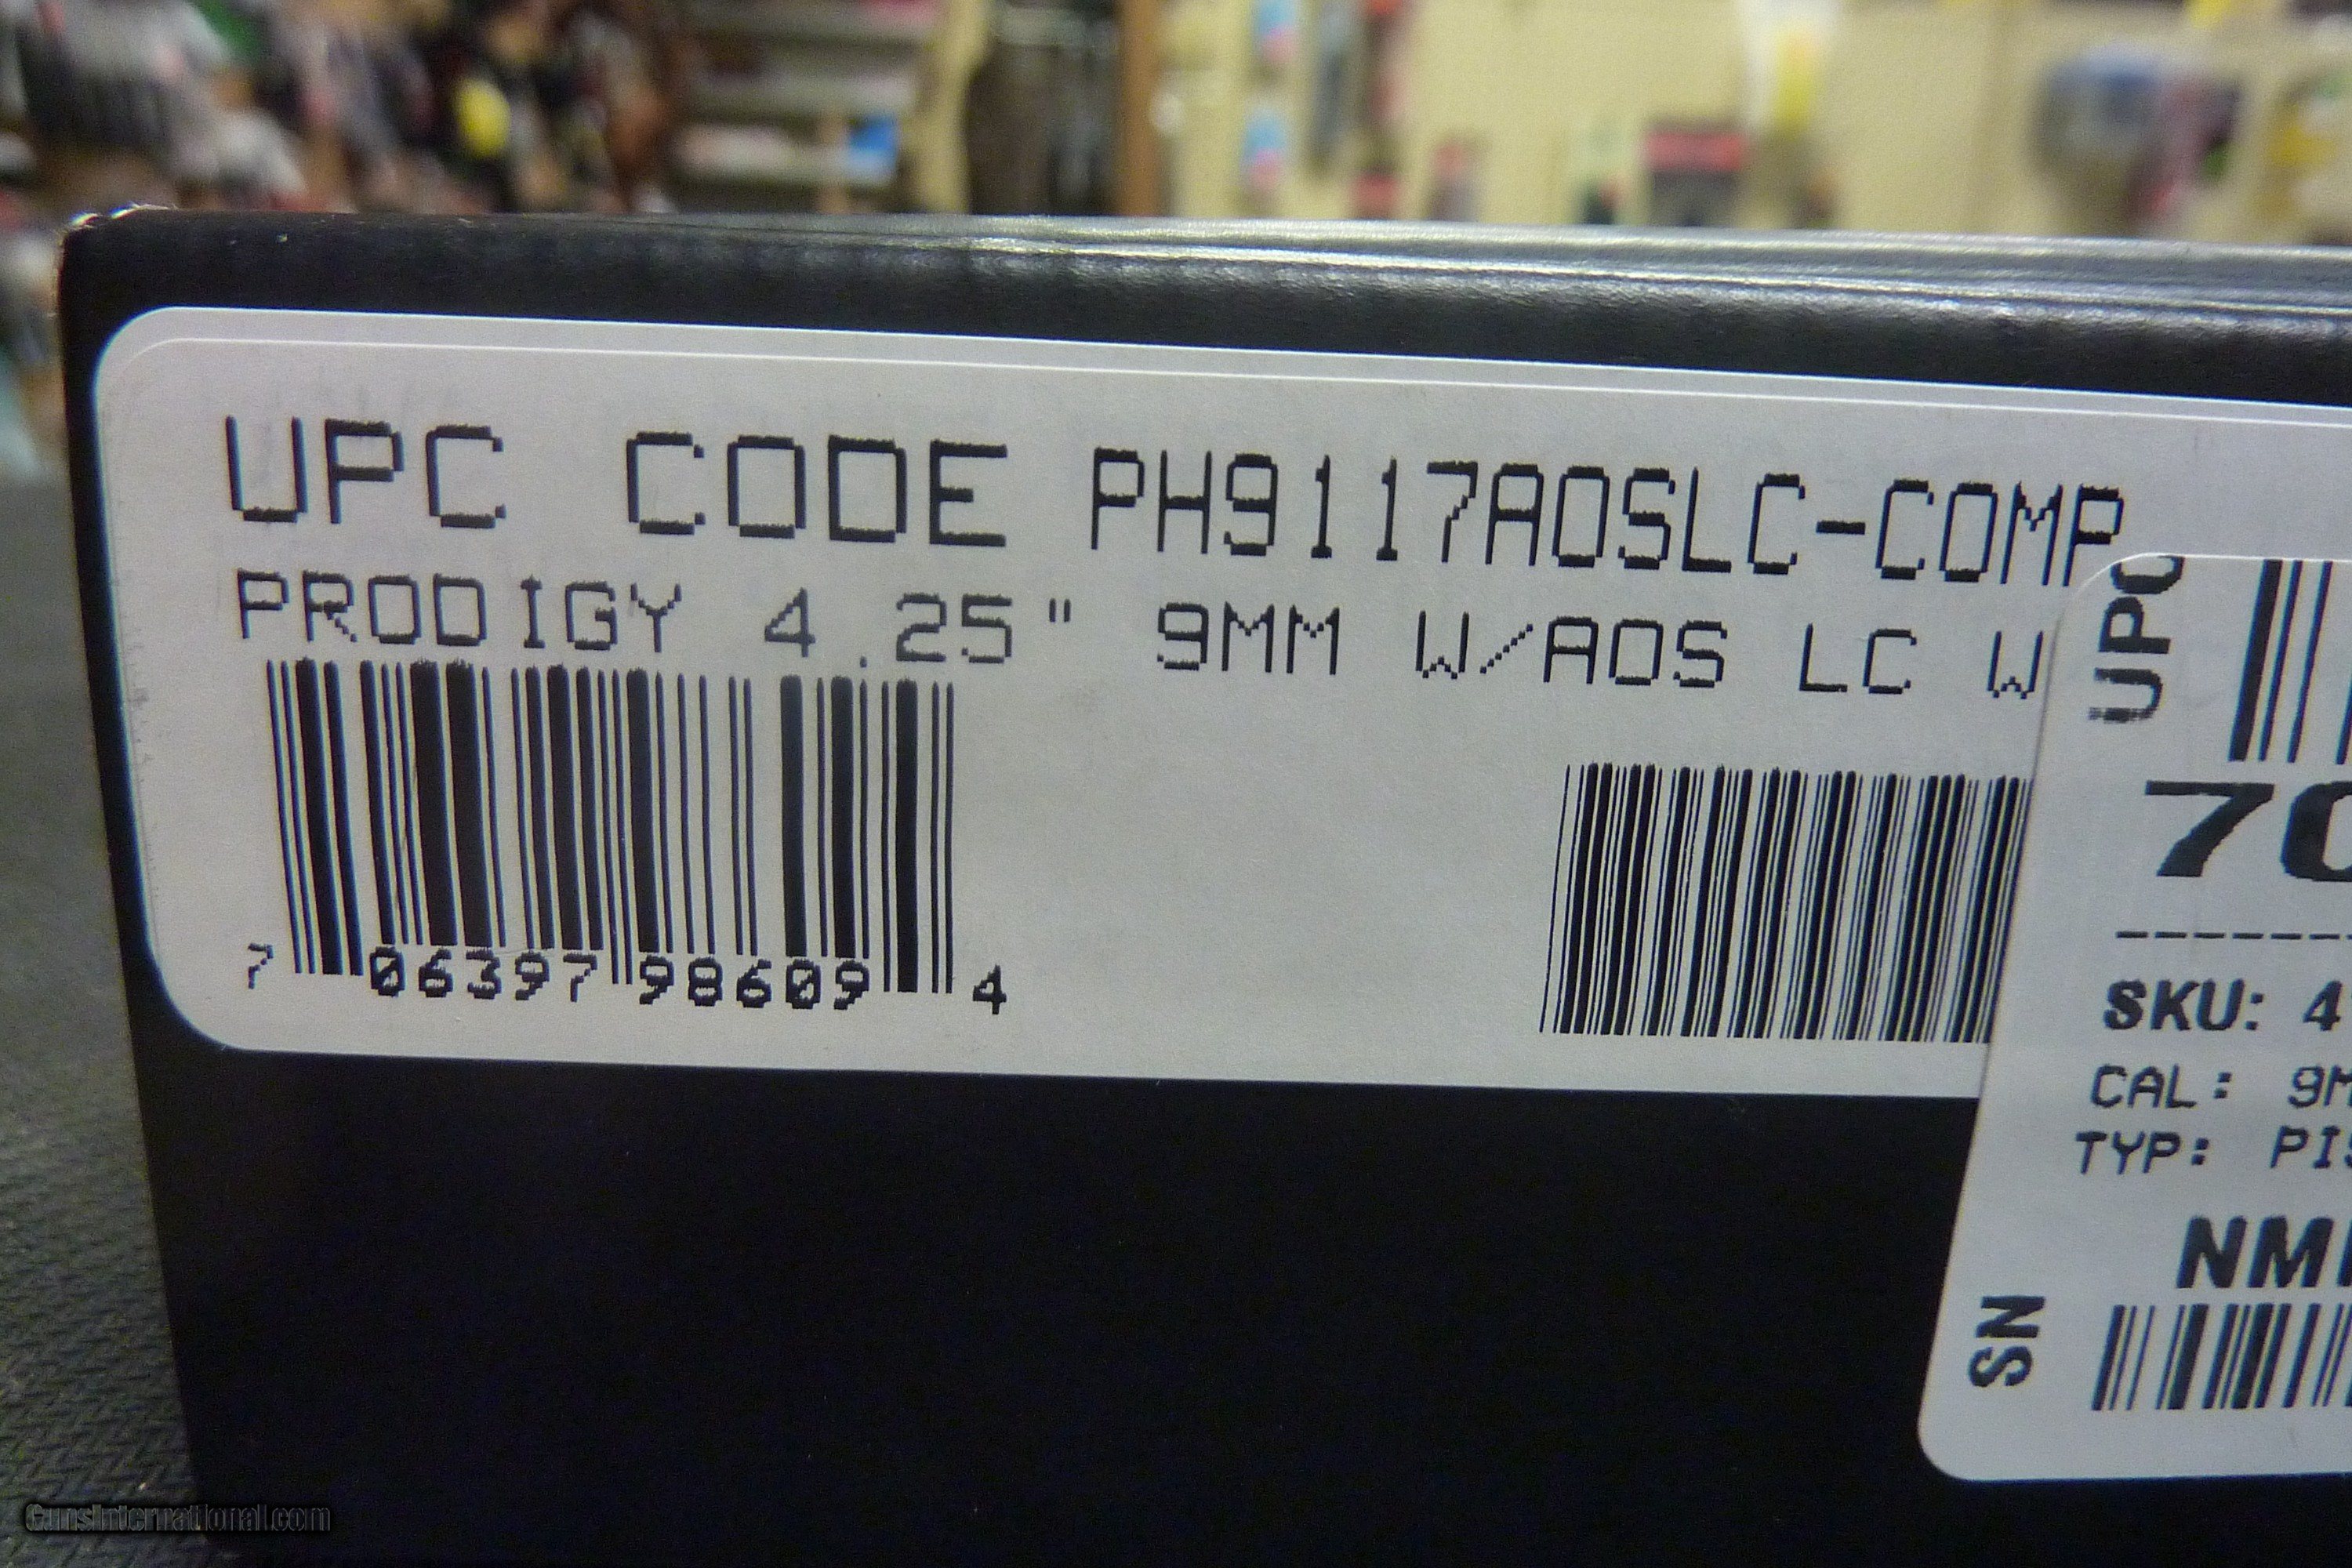 UPC CODE PH9117AOSLC-COMP
PRODIGY 4.25" 9MM W/AOS LC W
7 06397 98609 4
UPC
70
SKU: 4
CAL: 9M
TYP: PIS
NM
SN
GunsInternational.com